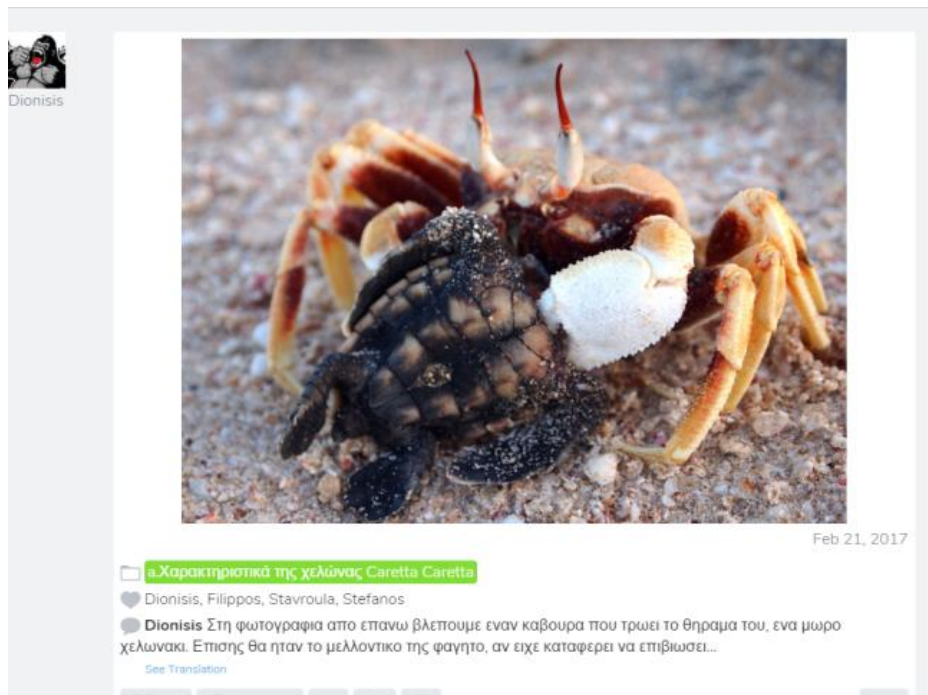 Dionisis
Feb 21, 2017
a.Χαρακτηριστικά της χελώνας Caretta Caretta
Dionisis, Filippos, Stavroula, Stefanos
Dionisis Στη φωτογραφια απο επανω βλεπουμε εναν καβουρα που τρωει το θηραμα του, ενα μωρο
χελωνακι. Επισης θα ηταν το μελλοντικο της φαγητο, αν ειχε καταφερει να επιβιωσει...
See Translation